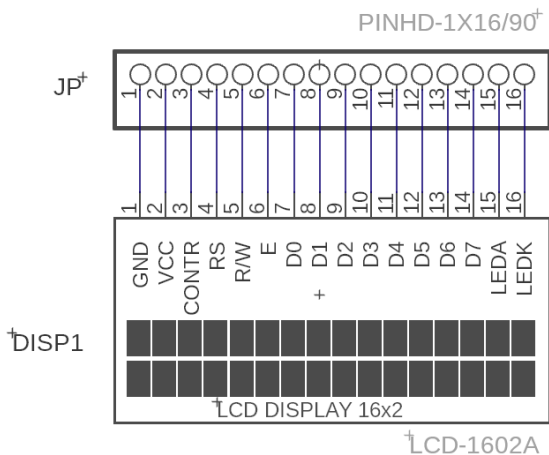 PINHD-1X16/90
JP
1 2 3 4 5 6 7 8 9 10 11 12 13 14 15 16
1 2 3 4 5 6 7 8 9 10 11 12 13 14 15 16
GND VCC CONTR RS R/W E D0 D1 D2 D3 D4 D5 D6 D7 LEDA LEDK
DISP1
LCD DISPLAY 16x2
LCD-1602A